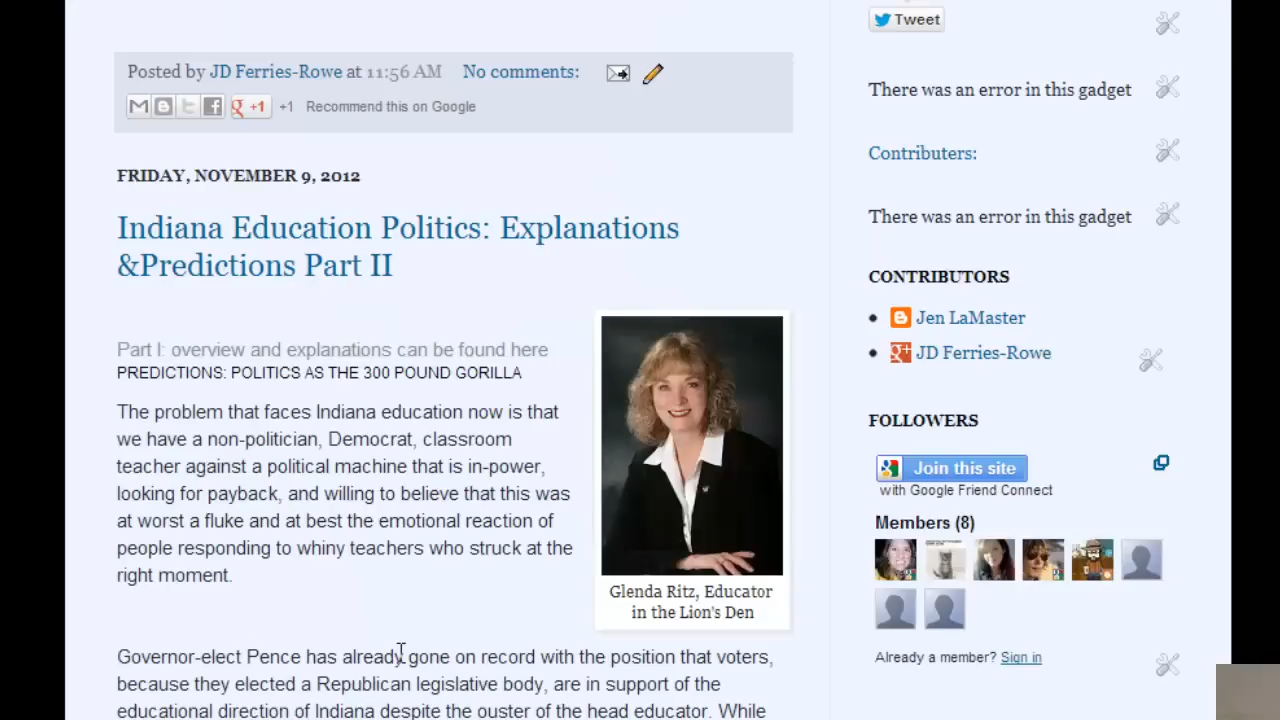 Tweet
Posted by JD Ferries-Rowe at 11:56 AM No comments:
+1 +1 Recommend this on Google
There was an error in this gadget
Contributers:
There was an error in this gadget
FRIDAY, NOVEMBER 9, 2012
Indiana Education Politics: Explanations
&Predictions Part II
Part I: overview and explanations can be found here
PREDICTIONS: POLITICS AS THE 300 POUND GORILLA
The problem that faces Indiana education now is that
we have a non-politician, Democrat, classroom
teacher against a political machine that is in-power,
looking for payback, and willing to believe that this was
at worst a fluke and at best the emotional reaction of
people responding to whiny teachers who struck at the
right moment.
Glenda Ritz, Educator
in the Lion's Den
Governor-elect Pence has already gone on record with the position that voters,
because they elected a Republican legislative body, are in support of the
educational direction of Indiana despite the ouster of the head educator. While
CONTRIBUTORS
Jen LaMaster
JD Ferries-Rowe
FOLLOWERS
Join this site
with Google Friend Connect
Members (8)
Already a member? Sign in